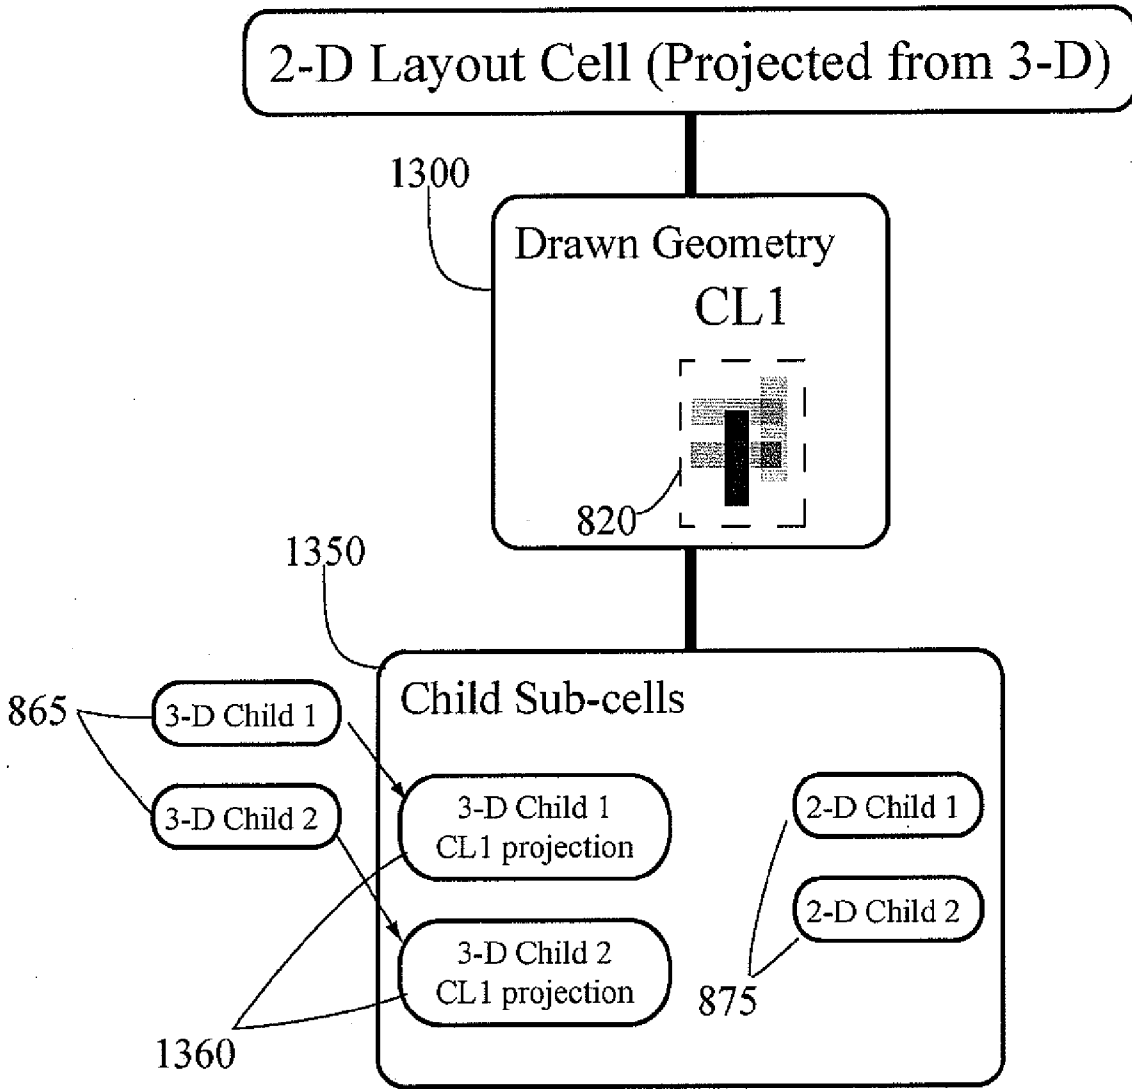 2-D Layout Cell (Projected from 3-D)
1300
Drawn Geometry
CL1
820
1350
Child Sub-cells
865
3-D Child 1
3-D Child 2
3-D Child 1
CL1 projection
3-D Child 2
CL1 projection
2-D Child 1
2-D Child 2
875
1360